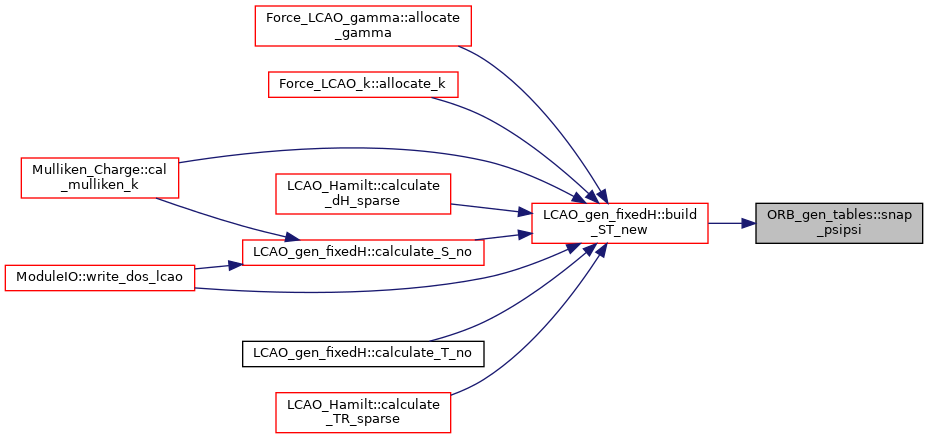 Force_LCAO_gamma::allocate
_gamma
Force_LCAO_k::allocate_k
Mulliken_Charge::cal
_mulliken_k
LCAO_Hamilt::calculate
_dH_sparse
LCAO_gen_fixedH::build
_ST_new
ORB_gen_tables::snap
_psipsi
LCAO_gen_fixedH::calculate_S_no
ModuleIO::write_dos_lcao
LCAO_gen_fixedH::calculate_T_no
LCAO_Hamilt::calculate
_TR_sparse